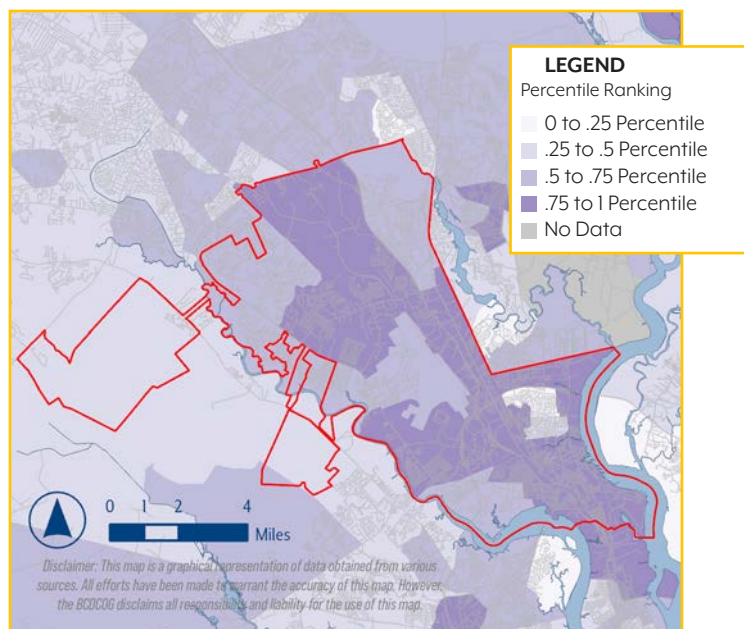 LEGEND
Percentile Ranking
0 to .25 Percentile
.25 to .5 Percentile
.5 to .75 Percentile
.75 to 1 Percentile
No Data
0 1 2 4
Miles
Disclaimer: This map is a graphical representation of data obtained from various
sources. All efforts have been made to warrant the accuracy of this map. However,
the BCDCOG disclaims all responsibility and liability for the use of this map.